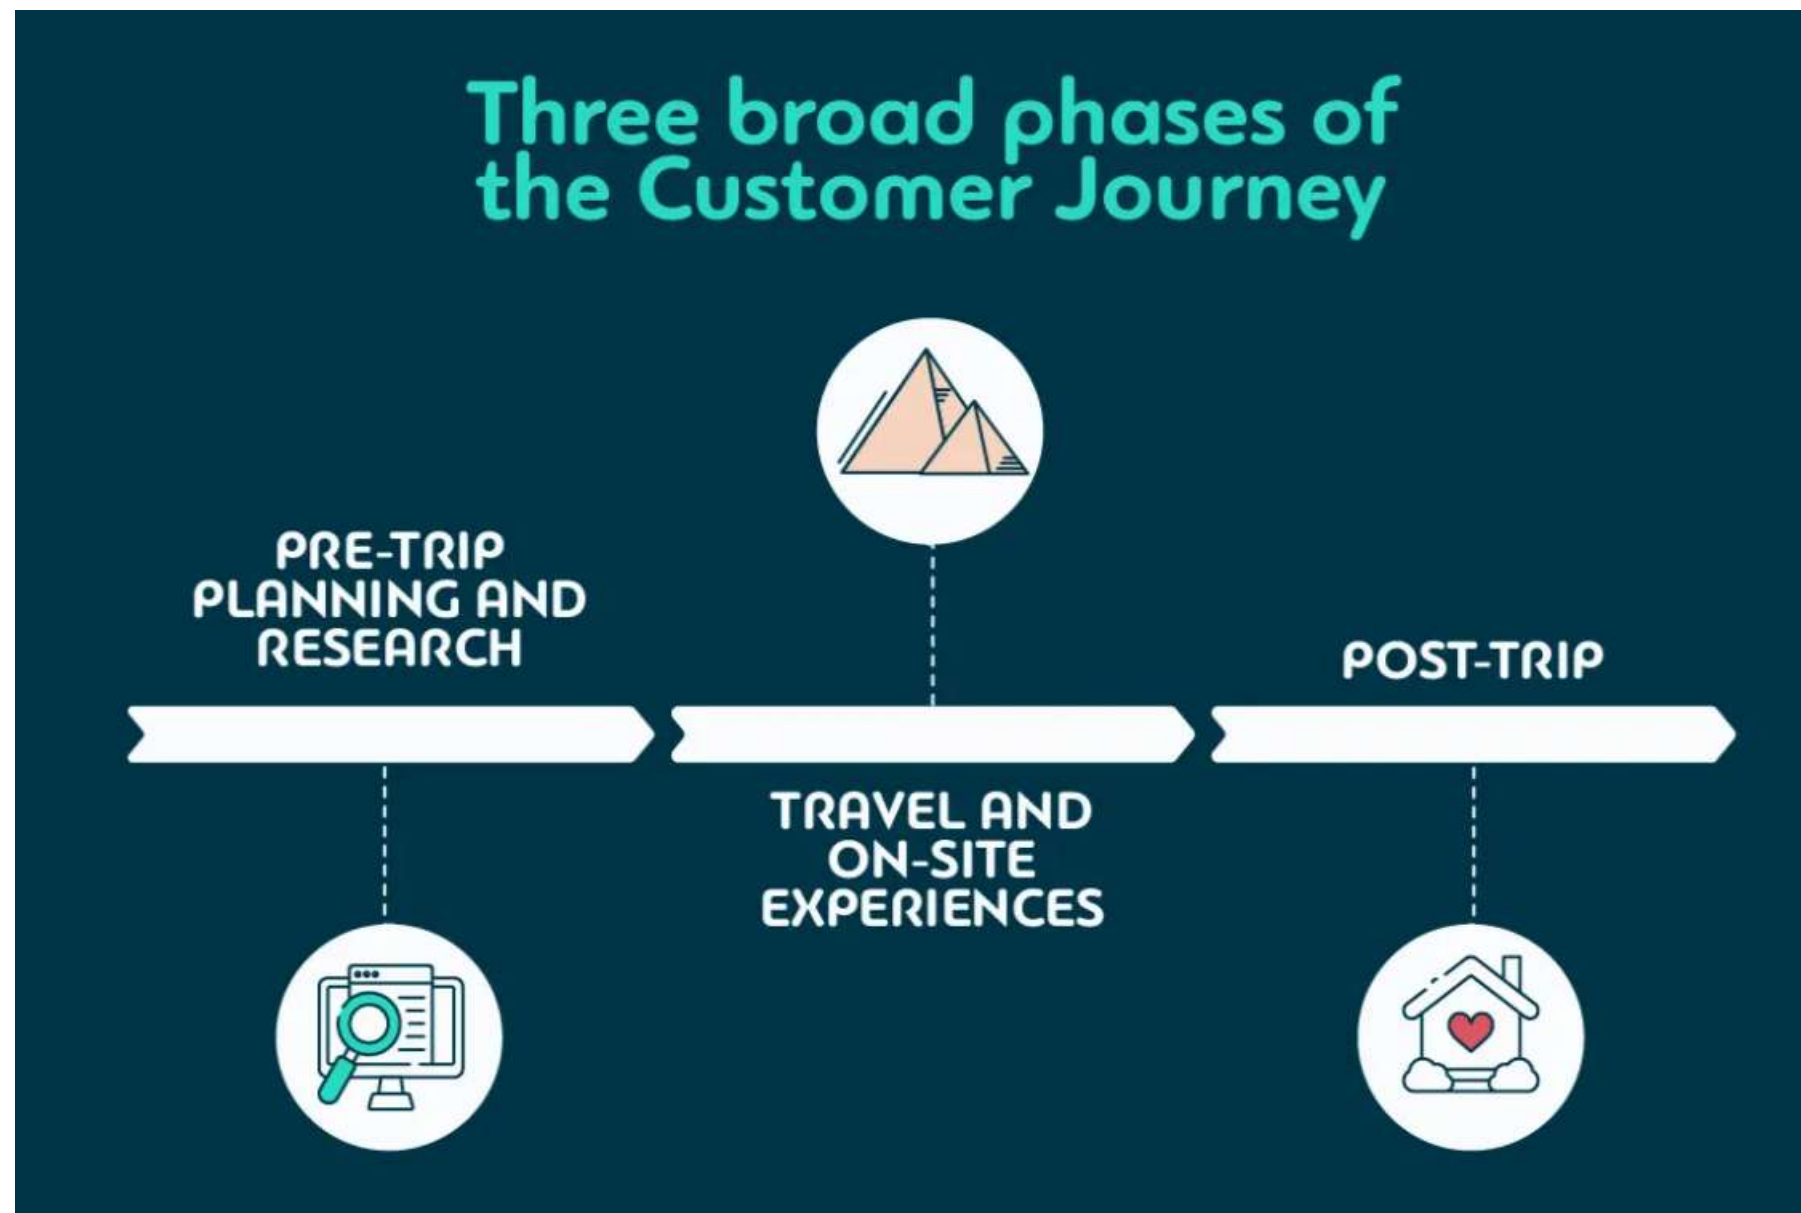 Three broad phases of
the Customer Journey
PRE-TRIP
PLANNING AND
RESEARCH
TRAVEL AND
ON-SITE
EXPERIENCES
POST-TRIP